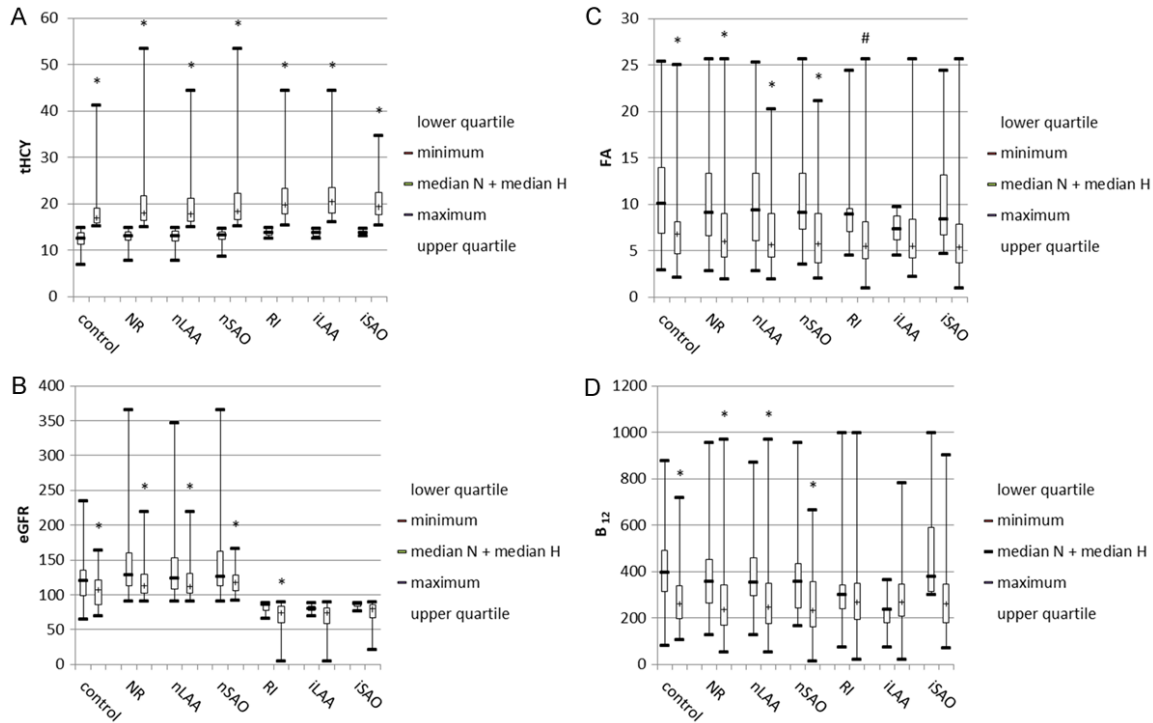 A
tHCY
60
50
40
30
20
10
0
* * * * * * *
control NR nLAA nSAO RI iLAA iSAO
lower quartile
minimum
median N + median H
maximum
upper quartile
C
FA
30
25
20
15
10
5
0
* * * * #
control NR nLAA nSAO RI iLAA iSAO
lower quartile
minimum
median N + median H
maximum
upper quartile
B
eGFR
400
350
300
250
200
150
100
50
0
* * * * *
control NR nLAA nSAO RI iLAA iSAO
lower quartile
minimum
median N + median H
maximum
upper quartile
D
B 12
1200
1000
800
600
400
200
0
* * * *
control NR nLAA nSAO RI iLAA iSAO
lower quartile
minimum
median N + median H
maximum
upper quartile